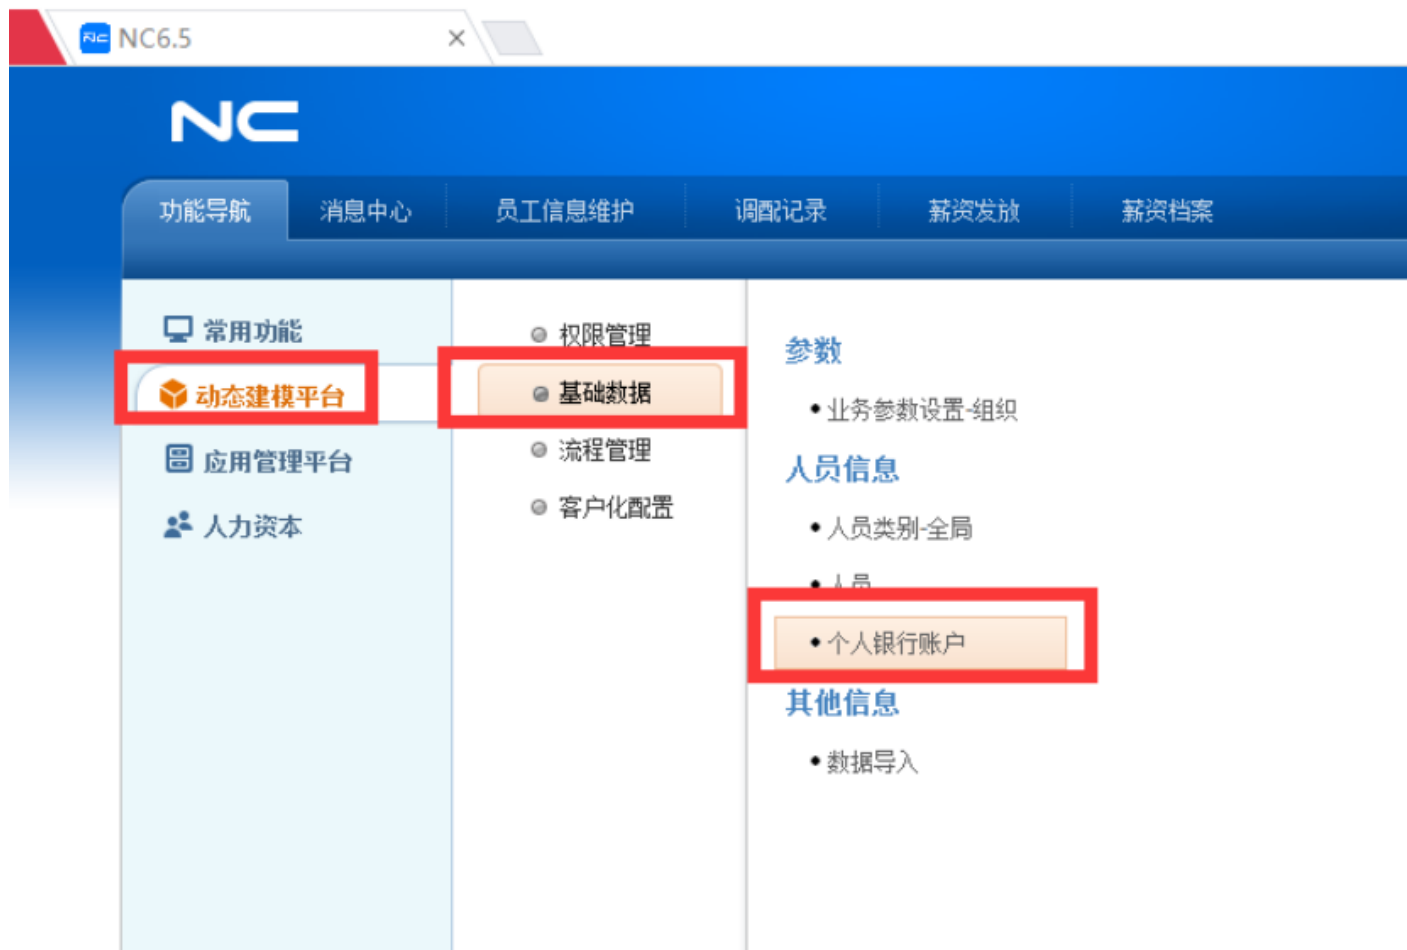 NC6.5
NC
功能导航 消息中心 员工信息维护 调配记录 薪资发放 薪资档案
常用功能
动态建模平台
应用管理平台
人力资本
权限管理
基础数据
流程管理
客户化配置
参数
业务参数设置-组织
人员信息
人员类别-全局
人员
个人银行账户
其他信息
数据导入